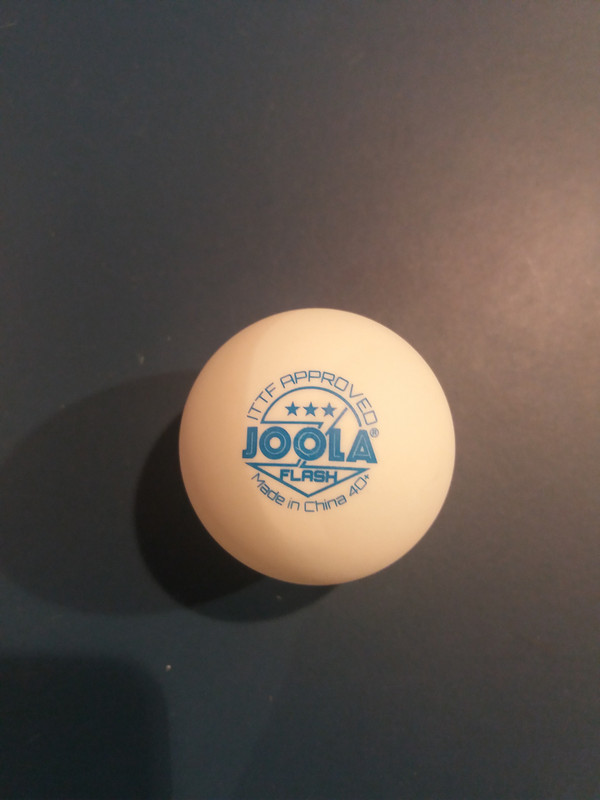 ITTF APPROVED
★★★
JOOLA®
FLASH
Made in China 40+